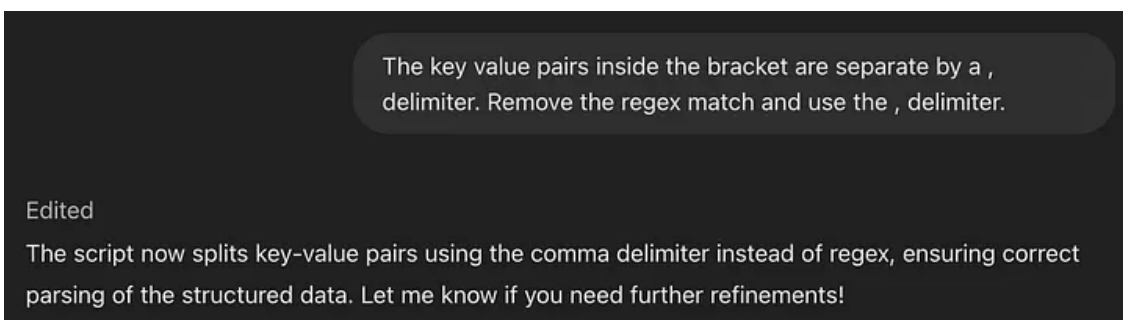 The key value pairs inside the bracket are separate by a ,
delimiter. Remove the regex match and use the , delimiter.
Edited
The script now splits key-value pairs using the comma delimiter instead of regex, ensuring correct
parsing of the structured data. Let me know if you need further refinements!